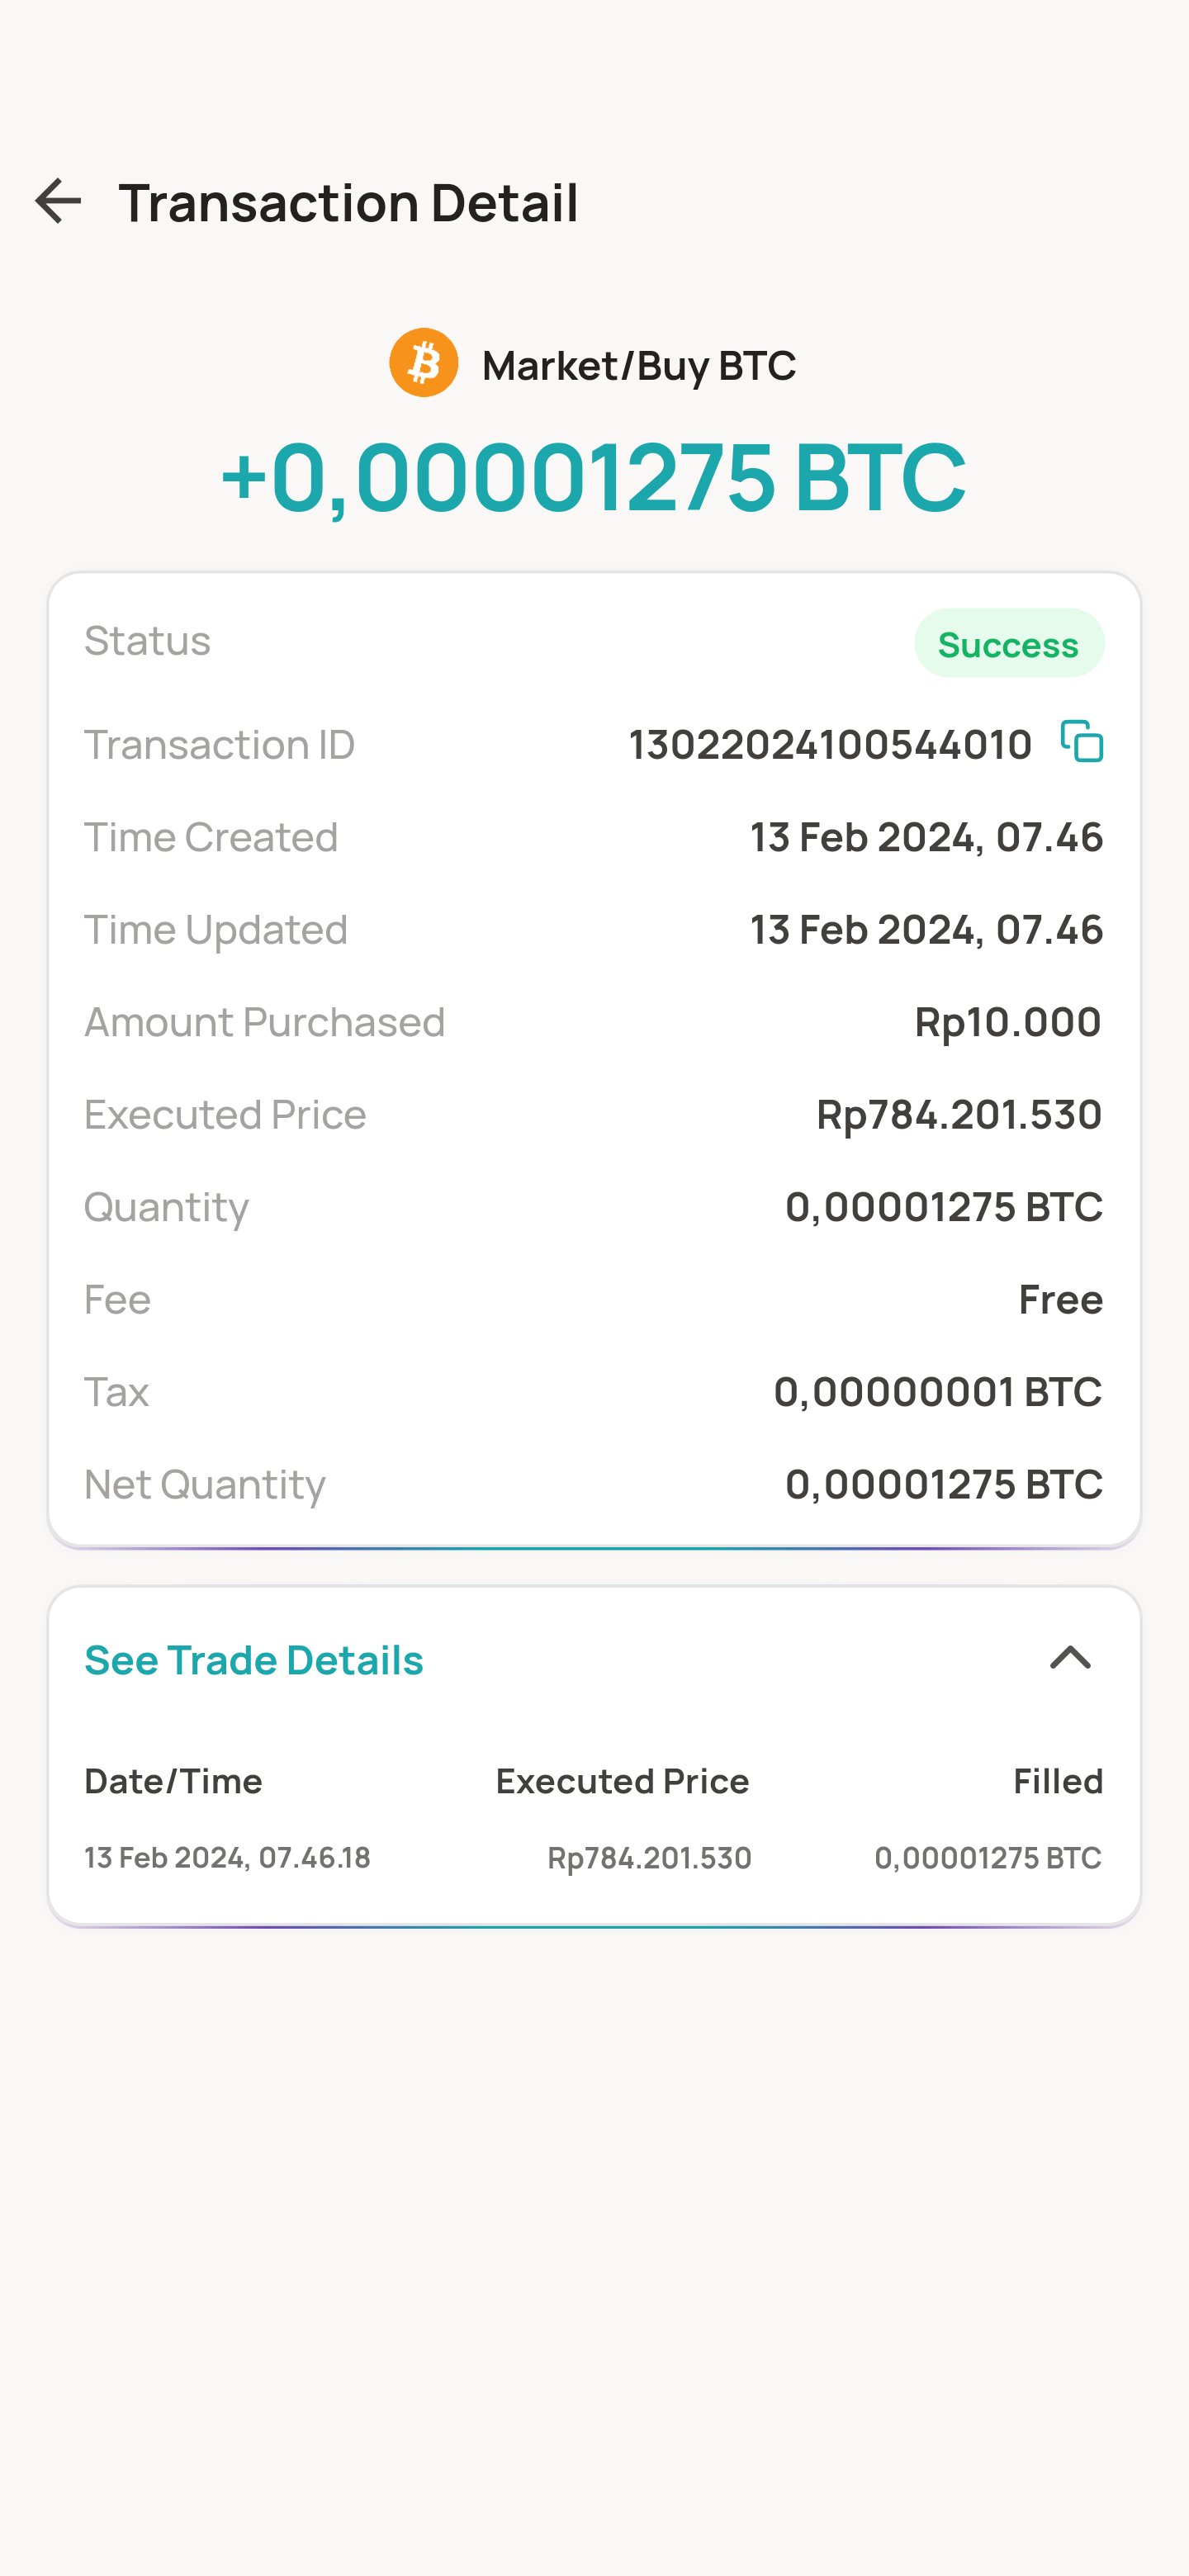 Transaction Detail
Market/Buy BTC
+0,00001275 BTC
Status Success
Transaction ID 13022024100544010
Time Created 13 Feb 2024, 07.46
Time Updated 13 Feb 2024, 07.46
Amount Purchased Rp10.000
Executed Price Rp784.201.530
Quantity 0,00001275 BTC
Fee Free
Tax 0,00000001 BTC
Net Quantity 0,00001275 BTC
See Trade Details
Date/Time Executed Price Filled
13 Feb 2024, 07.46.18 Rp784.201.530 0,00001275 BTC